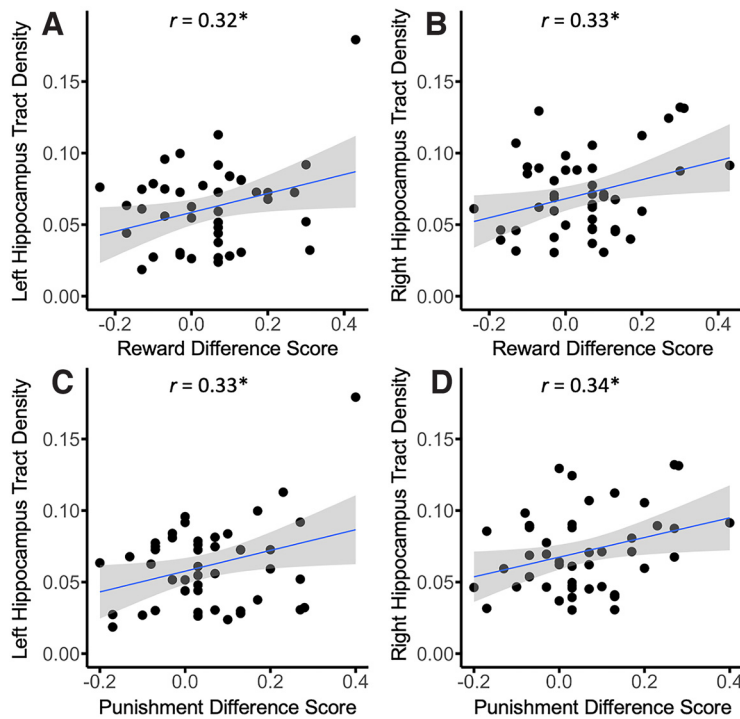 A
r = 0.32*
Left Hippocampus Tract Density
0.15
0.10
0.05
0.00
-0.2 0.0 0.2 0.4
Reward Difference Score
B
r = 0.33*
Right Hippocampus Tract Density
0.15
0.10
0.05
0.00
-0.2 0.0 0.2 0.4
Reward Difference Score
C
r = 0.33*
Left Hippocampus Tract Density
0.15
0.10
0.05
0.00
-0.2 0.0 0.2 0.4
Punishment Difference Score
D
r = 0.34*
Right Hippocampus Tract Density
0.15
0.10
0.05
0.00
-0.2 0.0 0.2 0.4
Punishment Difference Score